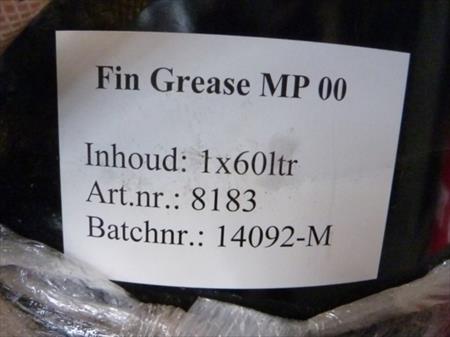 Fin Grease MP 00
Inhoud: 1x60ltr
Art.nr.: 8183
Batchnr.: 14092-M